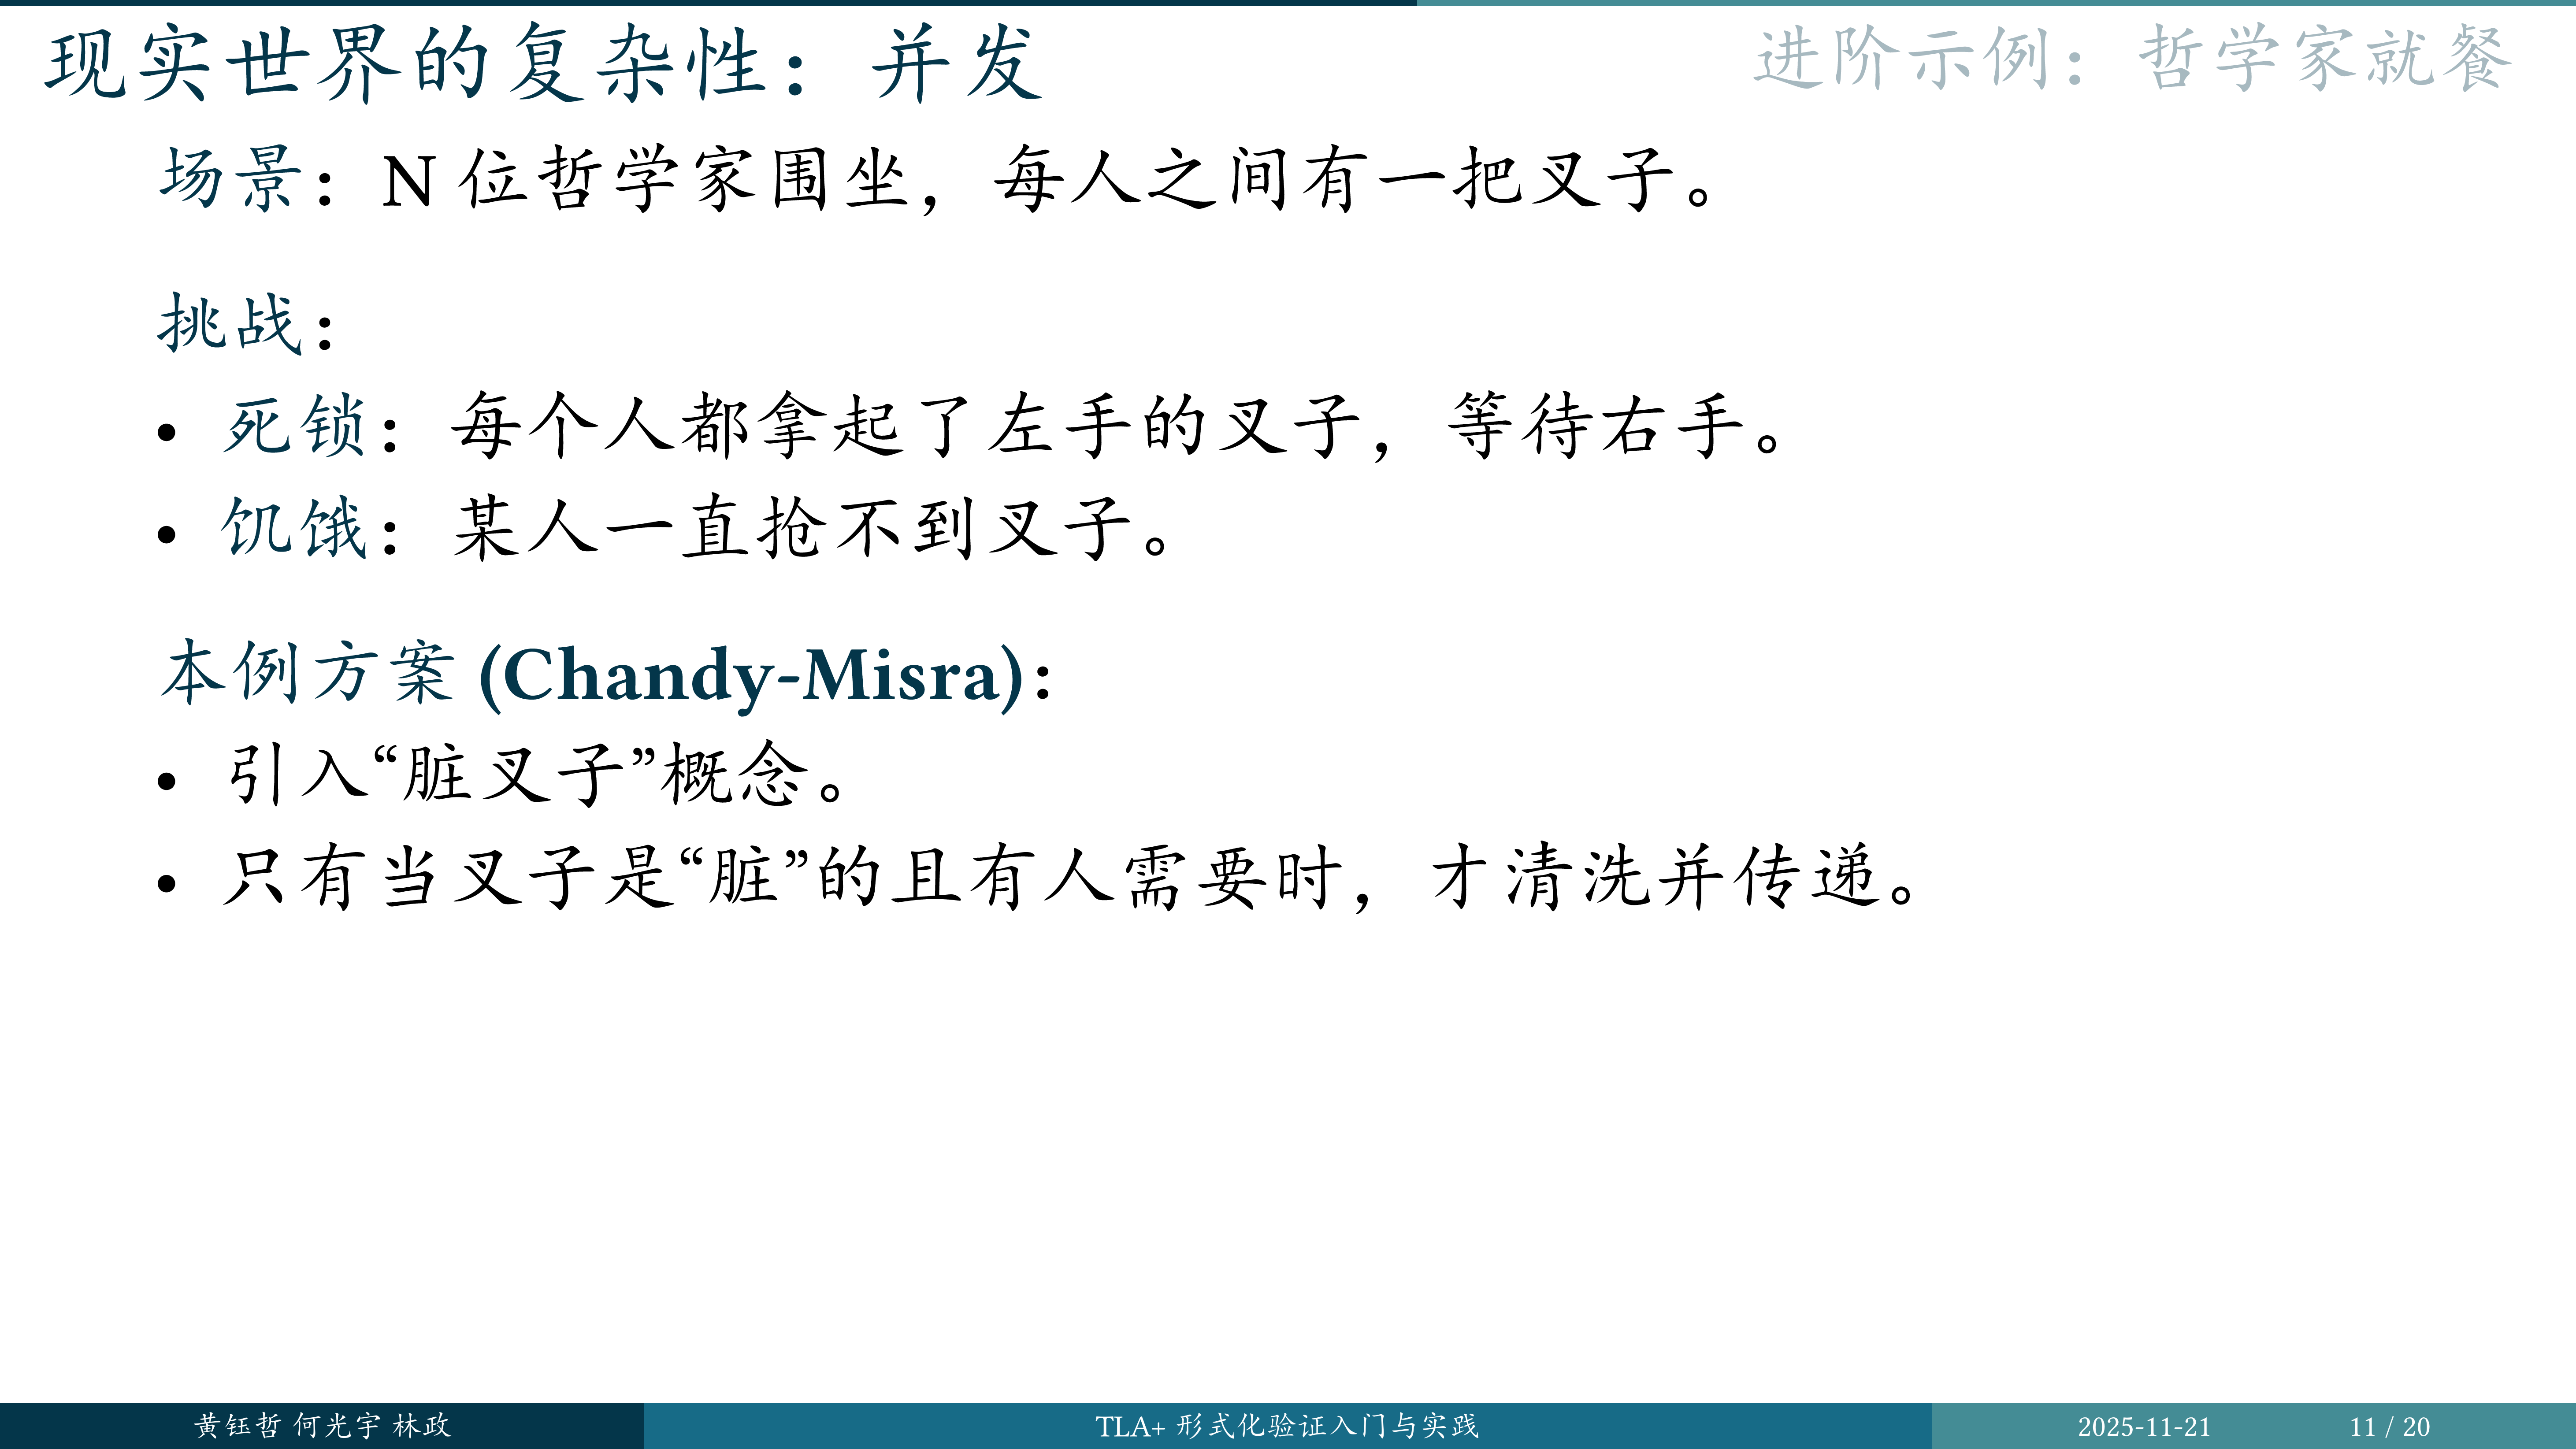 现实世界的复杂性：并发
进阶示例：哲学家就餐
场景：N 位哲学家围坐，每人之间有一把叉子。
挑战：
• 死锁：每个人都拿起了左手的叉子，等待右手。
• 饥饿：某人一直抢不到叉子。
本例方案 (Chandy-Misra)：
• 引入“脏叉子”概念。
• 只有当叉子是“脏”的且有人需要时，才清洗并传递。
黄钰哲 何光宇 林政
TLA+ 形式化验证入门与实践
2025-11-21
11 / 20